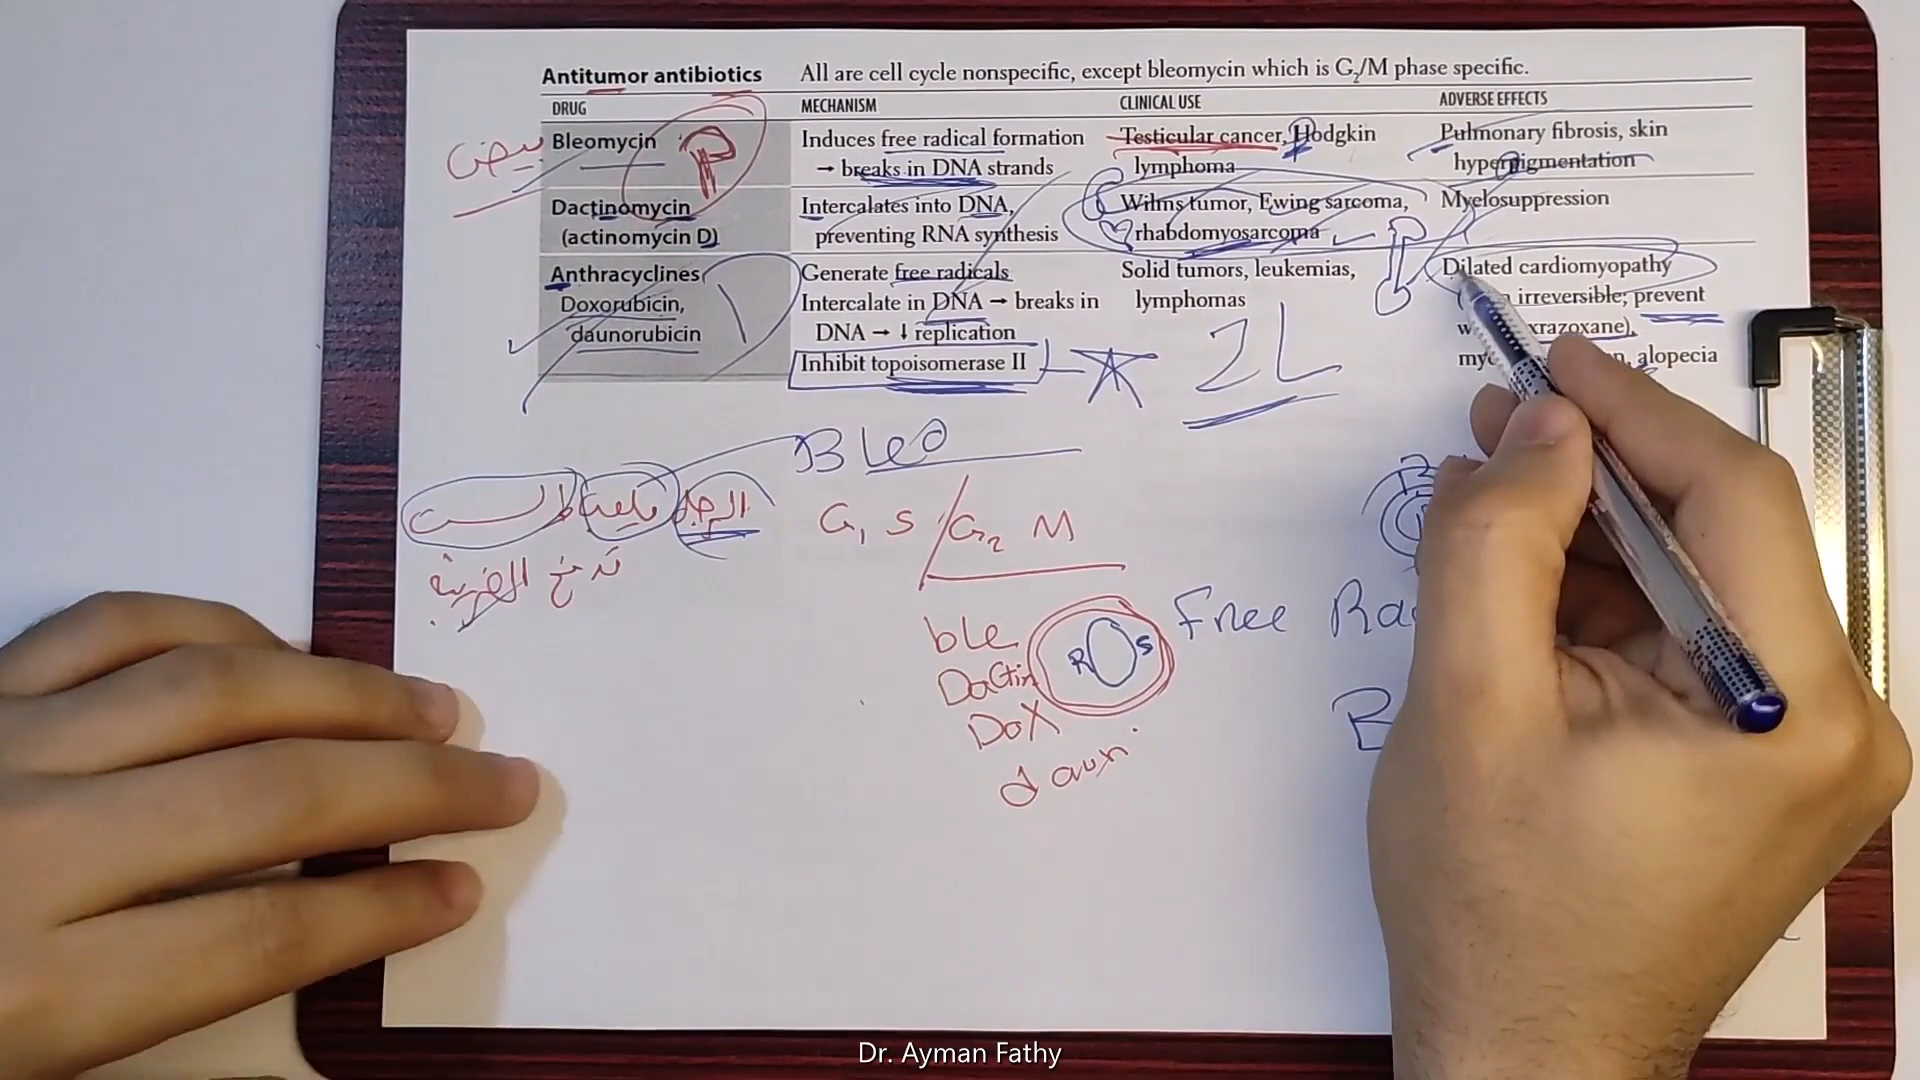 Antitumor antibiotics All are cell cycle nonspecific, except bleomycin which is G2/M phase specific.
DRUG MECHANISM CLINICAL USE ADVERSE EFFECTS
Bleomycin Induces free radical formation → breaks in DNA strands Testicular cancer, Hodgkin lymphoma Pulmonary fibrosis, skin hyperpigmentation
Dactinomycin (actinomycin D) Intercalates into DNA, preventing RNA synthesis Wilms tumor, Ewing sarcoma, rhabdomyosarcoma Myelosuppression
Anthracyclines Generate free radicals Solid tumors, leukemias, Dilated cardiomyopathy
Doxorubicin, Intercalate in DNA → breaks in lymphomas irreversible; prevent
daunorubicin DNA → ↓ replication
Inhibit topoisomerase II alopecia
P
2L
Bleo
G1 S / G2 M
ble
Dactin
DoX
daun
ROS Free
Dr. Ayman Fathy